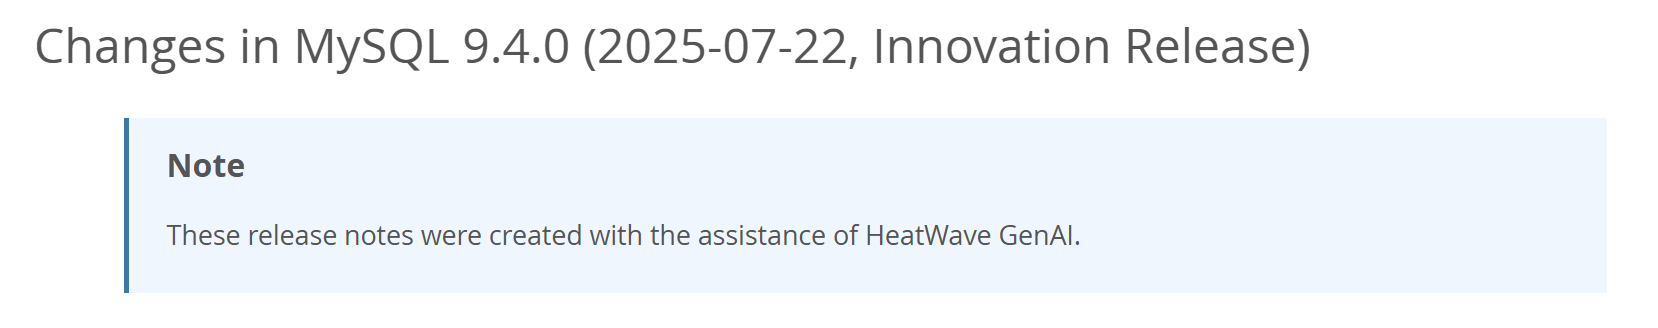 Changes in MySQL 9.4.0 (2025-07-22, Innovation Release)
Note
These release notes were created with the assistance of HeatWave GenAI.